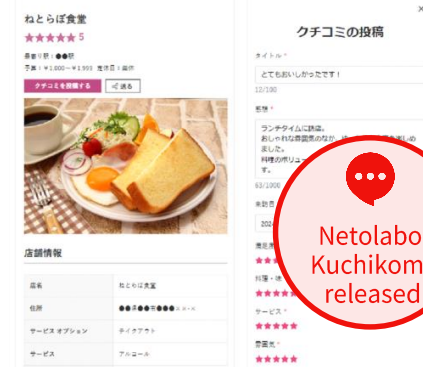 ねとらぼ食堂
★★★★★ 5
最寄り駅：●●駅
予算：￥1,000～￥1,999 定休日：無休
クチコミを投稿する
送る
店舗情報
店名 ねとらぼ食堂
住所
サービス オプション テイクアウト
サービス アルコール
×
クチコミの投稿
タイトル *
とてもおいしかったです！
12/100
感想 *
ランチタイムに訪店。
おしゃれな雰囲気のなか
ました。
料理のボリュー
す。
63/1000
来訪日
202
満足度
★★
料理・味
★★★★
サービス *
★★★★★
雰囲気 *
★★★★★
Netolabo
Kuchikom
released